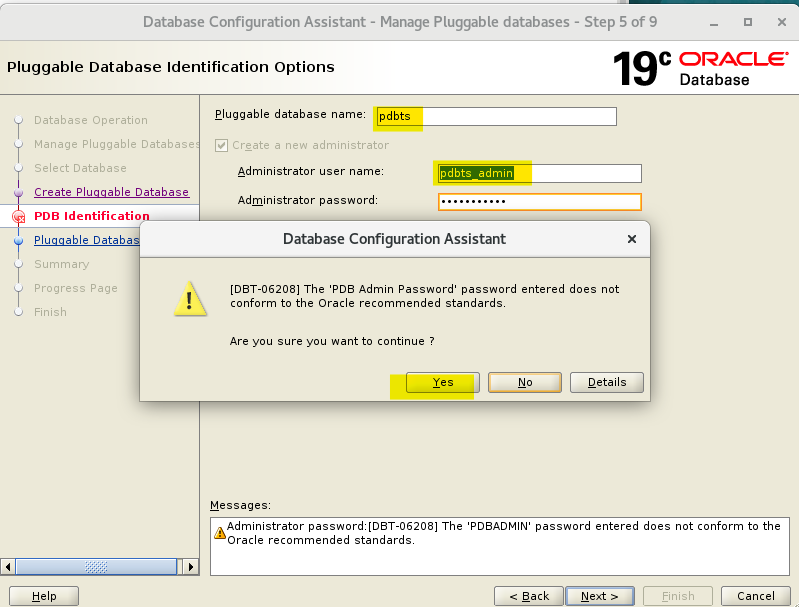 Database Configuration Assistant - Manage Pluggable databases - Step 5 of 9
Pluggable Database Identification Options
19c ORACLE
Database
Database Operation
Manage Pluggable Databases
Select Database
Create Pluggable Database
PDB Identification
Pluggable Databas
Summary
Progress Page
Finish
Pluggable database name: pdbts
Create a new administrator
Administrator user name: pdbts_admin
Administrator password: •••••••••••
Database Configuration Assistant
[DBT-06208] The 'PDB Admin Password' password entered does not
conform to the Oracle recommended standards.
Are you sure you want to continue ?
Yes No Details
Messages:
Administrator password:[DBT-06208] The 'PDBADMIN' password entered does not conform to the
Oracle recommended standards.
Help < Back Next > Finish Cancel